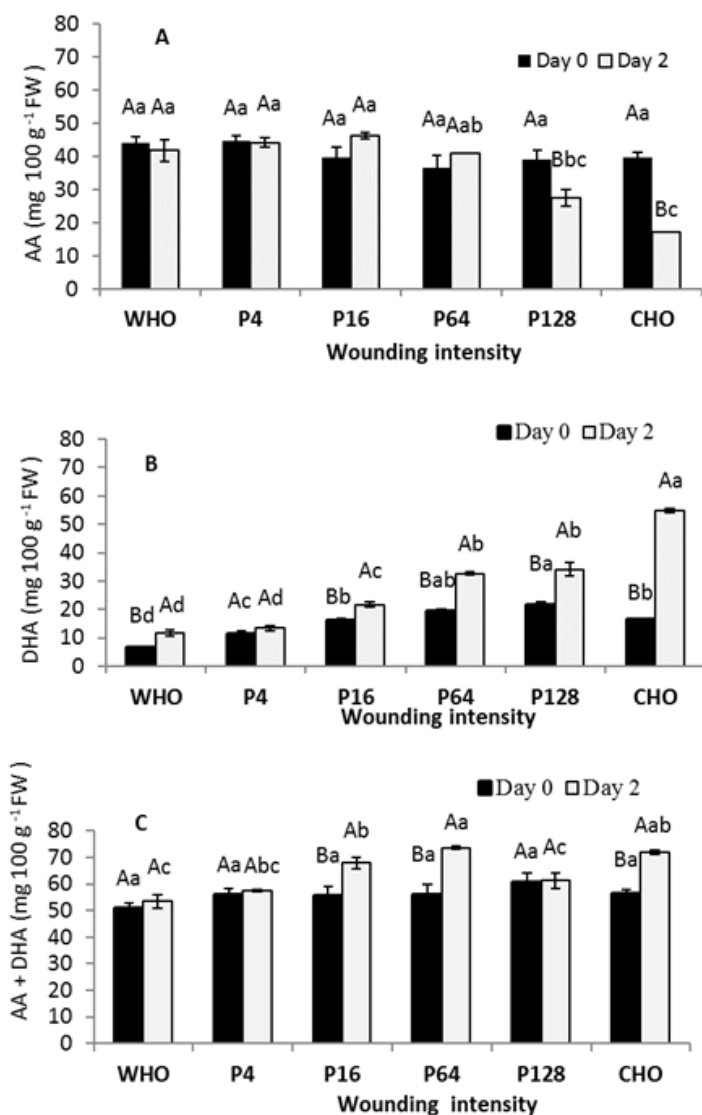 A
Day 0 Day 2
80
70
60
50
40
30
20
10
0
AA (mg 100 g⁻¹ FW)
Aa Aa Aa Aa Aa Aa Aa Aab Aa Bbc Aa Bc
WHO P4 P16 P64 P128 CHO
Wounding intensity
B
Day 0 Day 2
80
70
60
50
40
30
20
10
0
DHA (mg 100 g⁻¹ FW)
Bd Ad Ac Ad Bb Ac Bab Ab Ba Ab Bb Aa
WHO P4 P16 P64 P128 CHO
Wounding intensity
C
Day 0 Day 2
80
70
60
50
40
30
20
10
0
AA + DHA (mg 100 g⁻¹ FW)
Aa Ac Aa Abc Ba Ab Ba Aa Aa Ac Ba Aab
WHO P4 P16 P64 P128 CHO
Wounding intensity